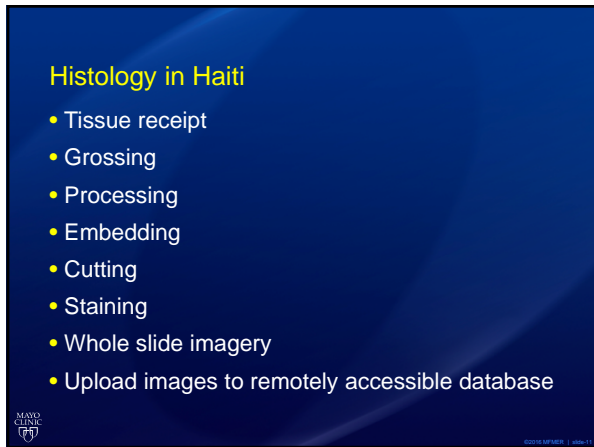 Histology in Haiti
• Tissue receipt
• Grossing
• Processing
• Embedding
• Cutting
• Staining
• Whole slide imagery
• Upload images to remotely accessible database
MAYO
CLINIC
©2018 MFMER | slide-11